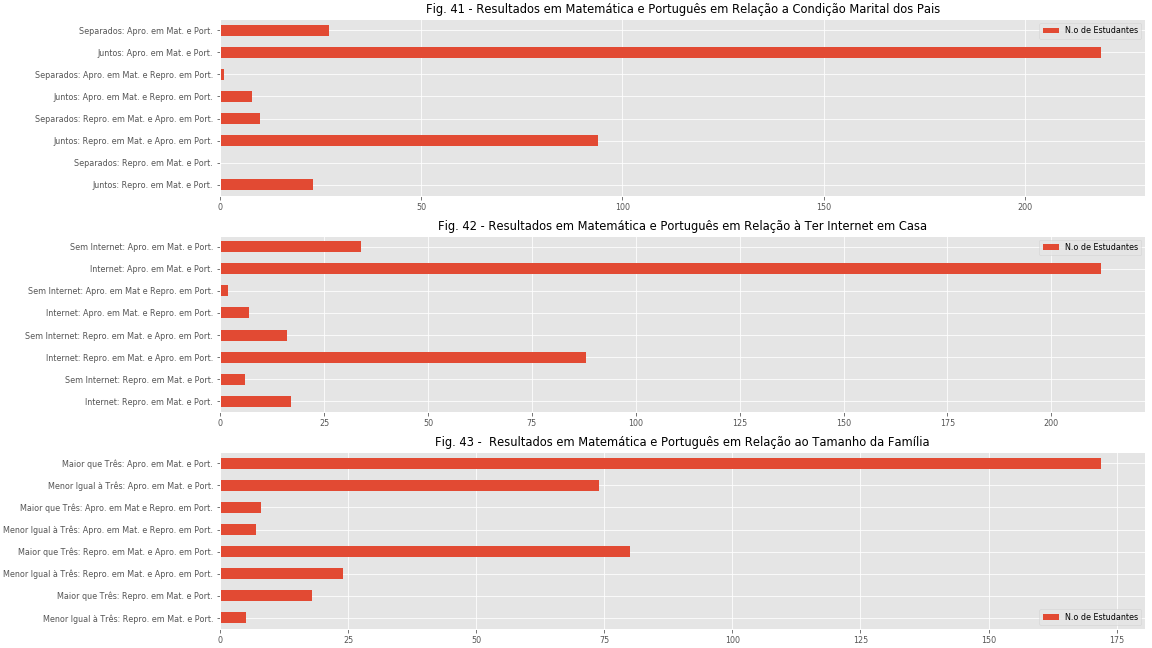 Fig. 41 - Resultados em Matemática e Português em Relação a Condição Marital dos Pais
N.o de Estudantes
Separados: Apro. em Mat. e Port.
Juntos: Apro. em Mat. e Port.
Separados: Apro. em Mat. e Repro. em Port.
Juntos: Apro. em Mat. e Repro. em Port.
Separados: Repro. em Mat. e Apro. em Port.
Juntos: Repro. em Mat. e Apro. em Port.
Separados: Repro. em Mat. e Port.
Juntos: Repro. em Mat. e Port.
0 50 100 150 200
Fig. 42 - Resultados em Matemática e Português em Relação à Ter Internet em Casa
N.o de Estudantes
Sem Internet: Apro. em Mat. e Port.
Internet: Apro. em Mat. e Port.
Sem Internet: Apro. em Mat e Repro. em Port.
Internet: Apro. em Mat. e Repro. em Port.
Sem Internet: Repro. em Mat. e Apro. em Port.
Internet: Repro. em Mat. e Apro. em Port.
Sem Internet: Repro. em Mat. e Port.
Internet: Repro. em Mat. e Port.
0 25 50 75 100 125 150 175 200
Fig. 43 - Resultados em Matemática e Português em Relação ao Tamanho da Família
Maior que Três: Apro. em Mat. e Port.
Menor Igual à Três: Apro. em Mat. e Port.
Maior que Três: Apro. em Mat e Repro. em Port.
Menor Igual à Três: Apro. em Mat. e Repro. em Port.
Maior que Três: Repro. em Mat. e Apro. em Port.
Menor Igual à Três: Repro. em Mat. e Apro. em Port.
Maior que Três: Repro. em Mat. e Port.
Menor Igual à Três: Repro. em Mat. e Port.
N.o de Estudantes
0 25 50 75 100 125 150 175